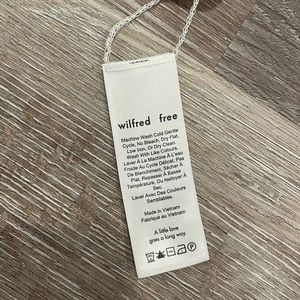 wilfred free
Machine Wash Cold Gentle
Cycle, No Bleach, Dry Flat,
Low Iron, Or Dry Clean.
Wash With Like Colours
Laver À La Machine À L'eau
Froide Au Cycle Délicat, Pas
De Blanchiment, Sécher À
Plat, Repasser À Basse
Température, Du Nettoyer À
Sec.
Laver Avec Des Couleurs
Semblables.
Made in Vietnam
Fabriqué au Vietnam
A little love
goes a long way.